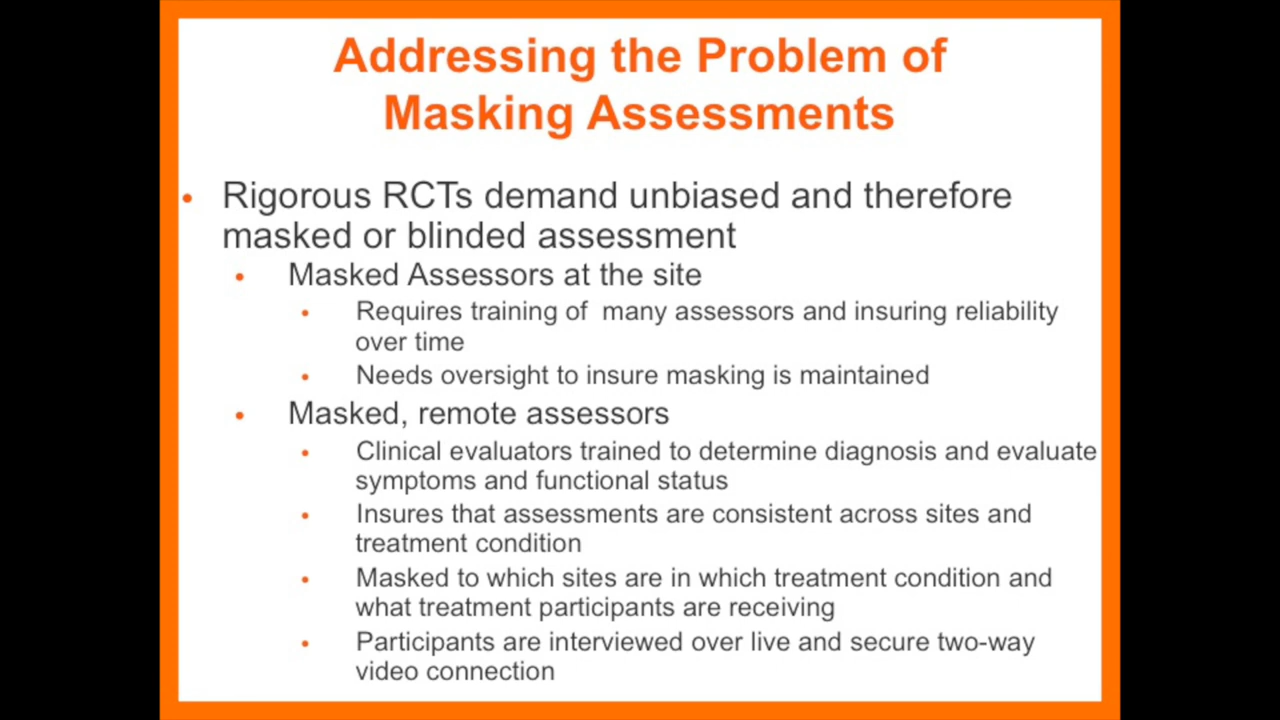 Addressing the Problem of
Masking Assessments
• Rigorous RCTs demand unbiased and therefore
masked or blinded assessment
• Masked Assessors at the site
• Requires training of  many assessors and insuring reliability
over time
• Needs oversight to insure masking is maintained
• Masked, remote assessors
• Clinical evaluators trained to determine diagnosis and evaluate
symptoms and functional status
• Insures that assessments are consistent across sites and
treatment condition
• Masked to which sites are in which treatment condition and
what treatment participants are receiving
• Participants are interviewed over live and secure two-way
video connection